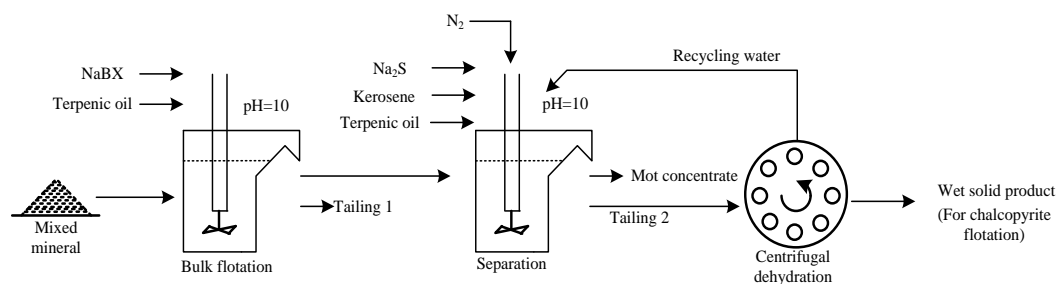 N₂
NaBX
Terpenic oil
pH=10
Na₂S
Kerosene
Terpenic oil
pH=10
Recycling water
Mixed
mineral
Tailing 1
Bulk flotation
Mot concentrate
Tailing 2
Separation
Centrifugal
dehydration
Wet solid product
(For chalcopyrite
flotation)